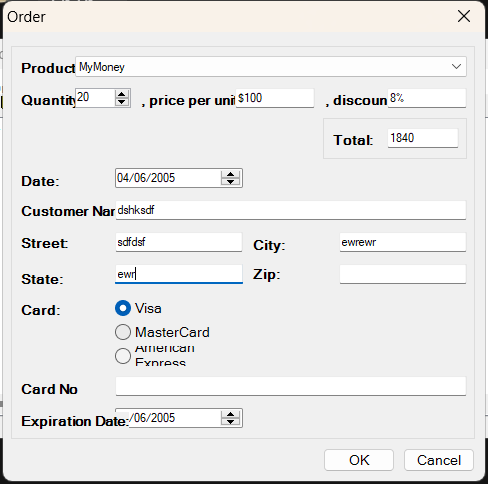 Order
Product MyMoney
Quantity 20 , price per unit $100 , discoun 8%
Total: 1840
Date: 04/06/2005
Customer Nar dshksdf
Street: sdfdsf City: ewrewr
State: ewr Zip:
Card: Visa
MasterCard
American
Express
Card No
Expiration Date: /06/2005
OK Cancel